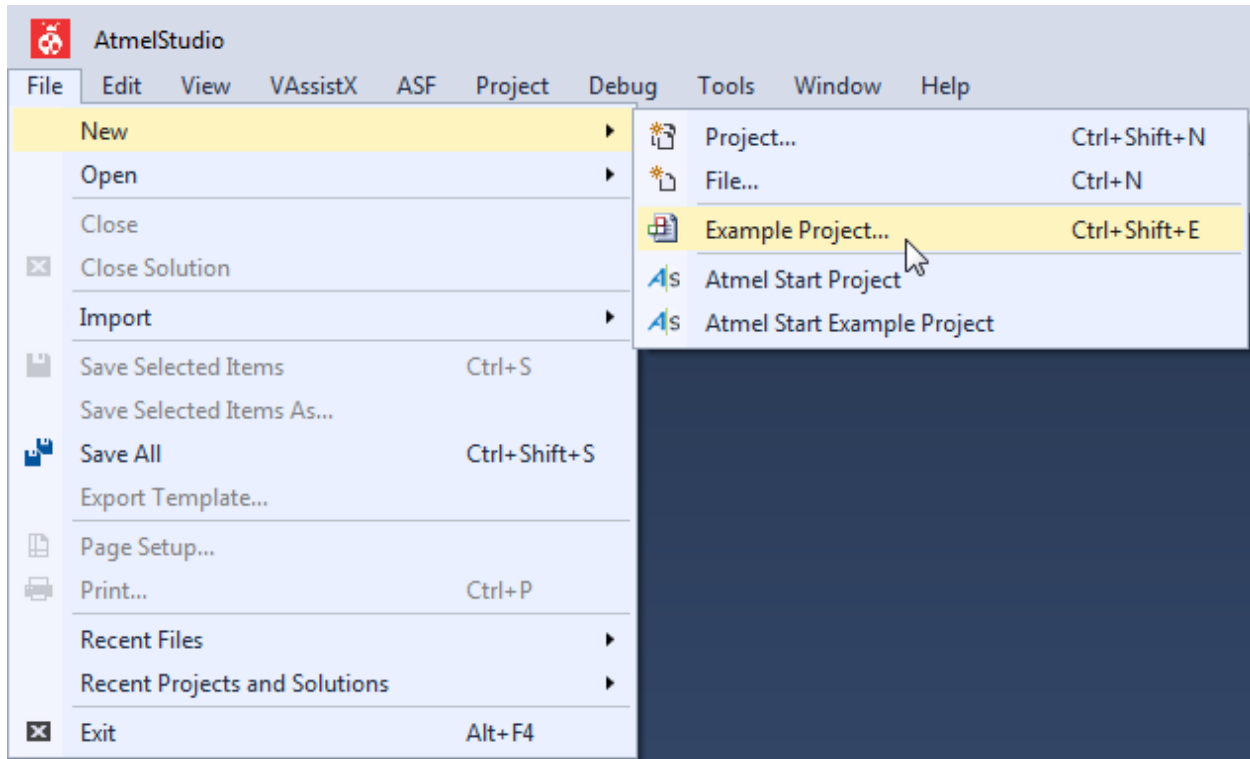 AtmelStudio
File Edit View VAssistX ASF Project Debug Tools Window Help
New
Open
Close
Close Solution
Import
Save Selected Items Ctrl+S
Save Selected Items As...
Save All Ctrl+Shift+S
Export Template...
Page Setup...
Print... Ctrl+P
Recent Files
Recent Projects and Solutions
Exit Alt+F4
Project... Ctrl+Shift+N
File... Ctrl+N
Example Project... Ctrl+Shift+E
AS Atmel Start Project
AS Atmel Start Example Project